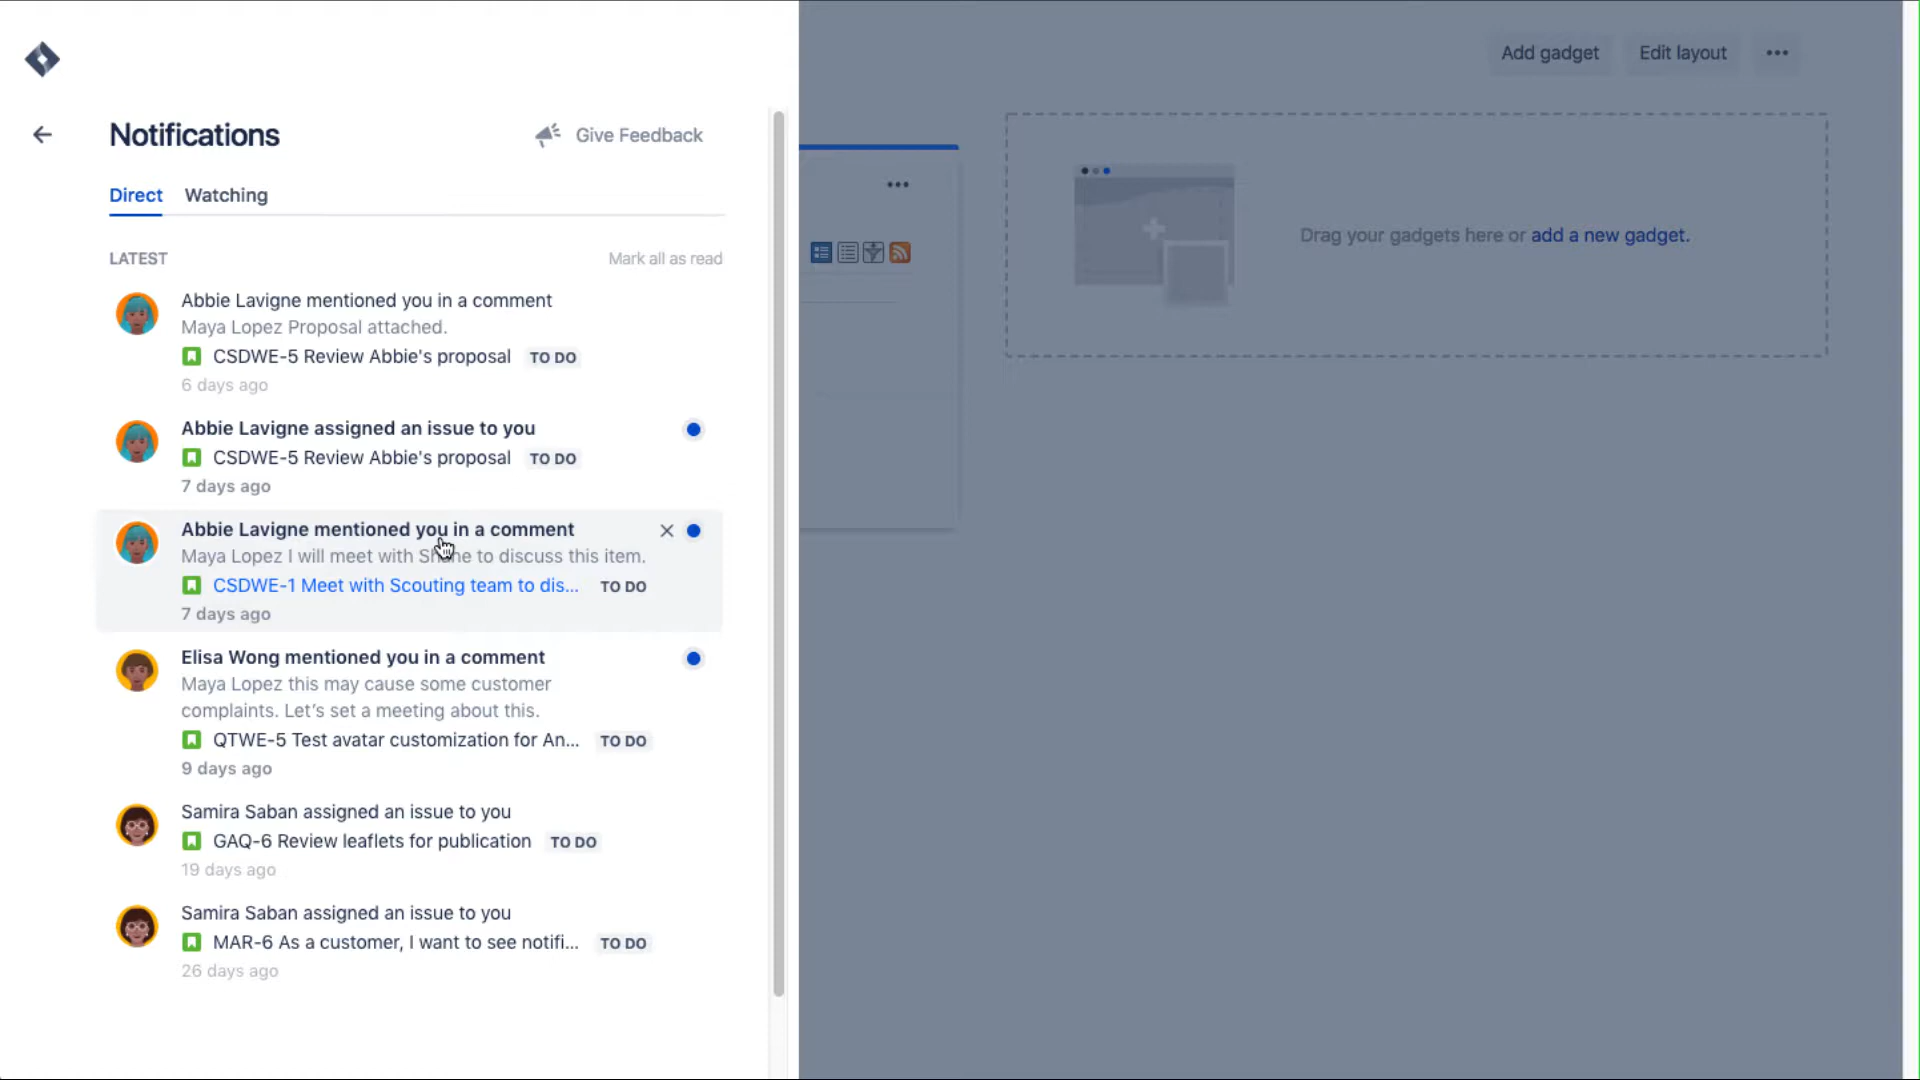 Add gadget
Edit layout
Notifications
Give Feedback
Direct
Watching
LATEST
Mark all as read
Abbie Lavigne mentioned you in a comment
Maya Lopez Proposal attached.
CSDWE-5 Review Abbie's proposal TO DO
6 days ago
Abbie Lavigne assigned an issue to you
CSDWE-5 Review Abbie's proposal TO DO
7 days ago
Abbie Lavigne mentioned you in a comment
Maya Lopez I will meet with Shane to discuss this item.
CSDWE-1 Meet with Scouting team to dis... TO DO
7 days ago
Elisa Wong mentioned you in a comment
Maya Lopez this may cause some customer
complaints. Let’s set a meeting about this.
QTWE-5 Test avatar customization for An... TO DO
9 days ago
Samira Saban assigned an issue to you
GAQ-6 Review leaflets for publication TO DO
19 days ago
Samira Saban assigned an issue to you
MAR-6 As a customer, I want to see notifi... TO DO
26 days ago
Drag your gadgets here or add a new gadget.